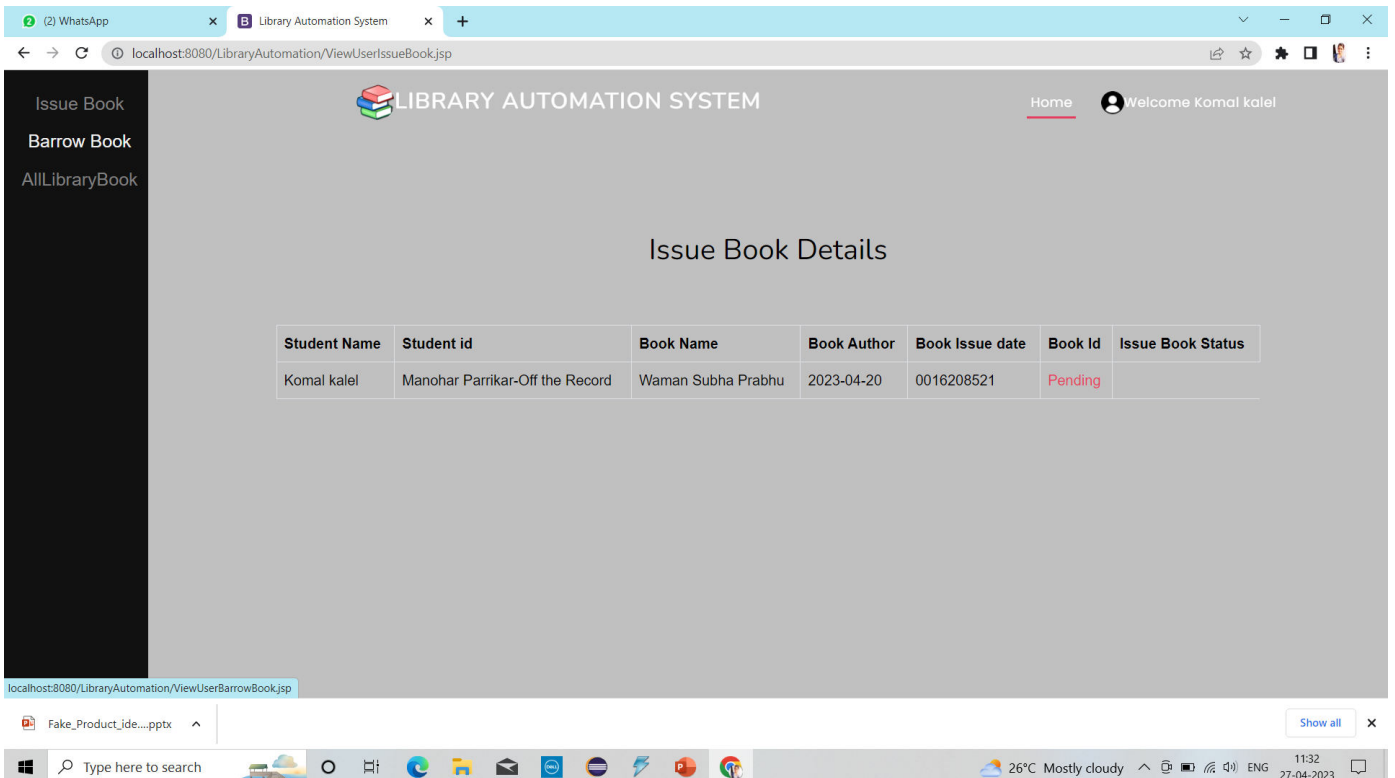 (2) WhatsApp
Library Automation System
localhost:8080/LibraryAutomation/ViewUserIssueBook.jsp
Issue Book
Barrow Book
AllLibraryBook
LIBRARY AUTOMATION SYSTEM
Home
Welcome Komal kalel
Issue Book Details
Student Name Student id Book Name Book Author Book Issue date Book Id Issue Book Status
Komal kalel Manohar Parrikar-Off the Record Waman Subha Prabhu 2023-04-20 0016208521 Pending
localhost:8080/LibraryAutomation/ViewUserBarrowBook.jsp
Fake_Product_ide....pptx
Show all
Type here to search
26°C Mostly cloudy
ENG
11:32
27-04-2023